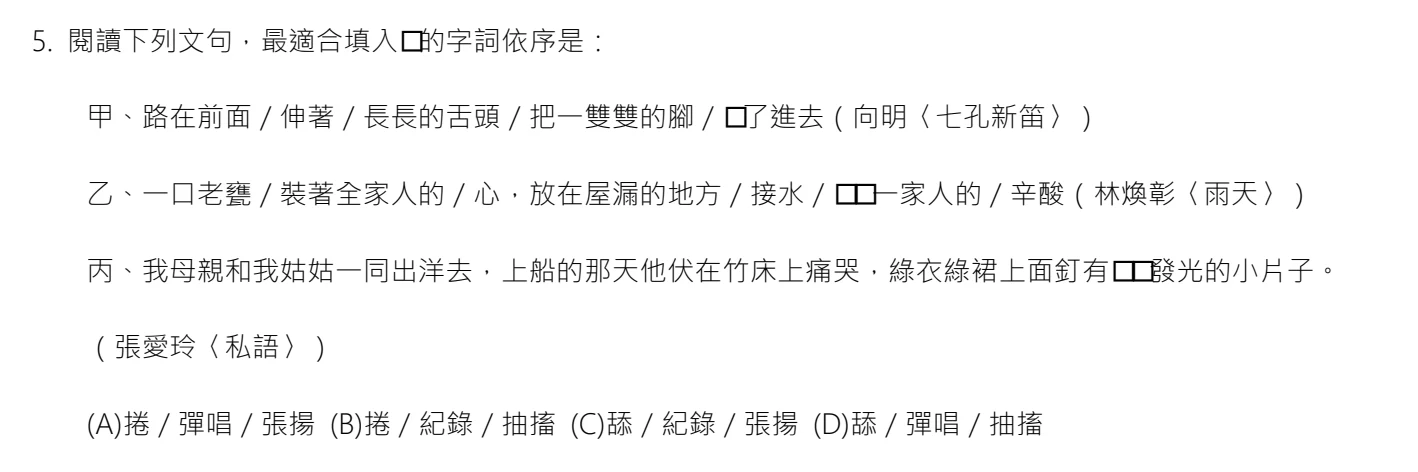 5. 閱讀下列文句，最適合填入□的字詞依序是：
甲、路在前面／伸著／長長的舌頭／把一雙雙的腳／□了進去（向明〈七孔新笛〉）
乙、一口老甕／裝著全家人的／心，放在屋漏的地方／接水／□□一家人的／辛酸（林煥彰〈雨天〉）
丙、我母親和我姑姑一同出洋去，上船的那天他伏在竹床上痛哭，綠衣綠裙上面釘有□□發光的小片子。
（張愛玲〈私語〉）
(A)捲／彈唱／張揚 (B)捲／紀錄／抽搐 (C)舔／紀錄／張揚 (D)舔／彈唱／抽搐